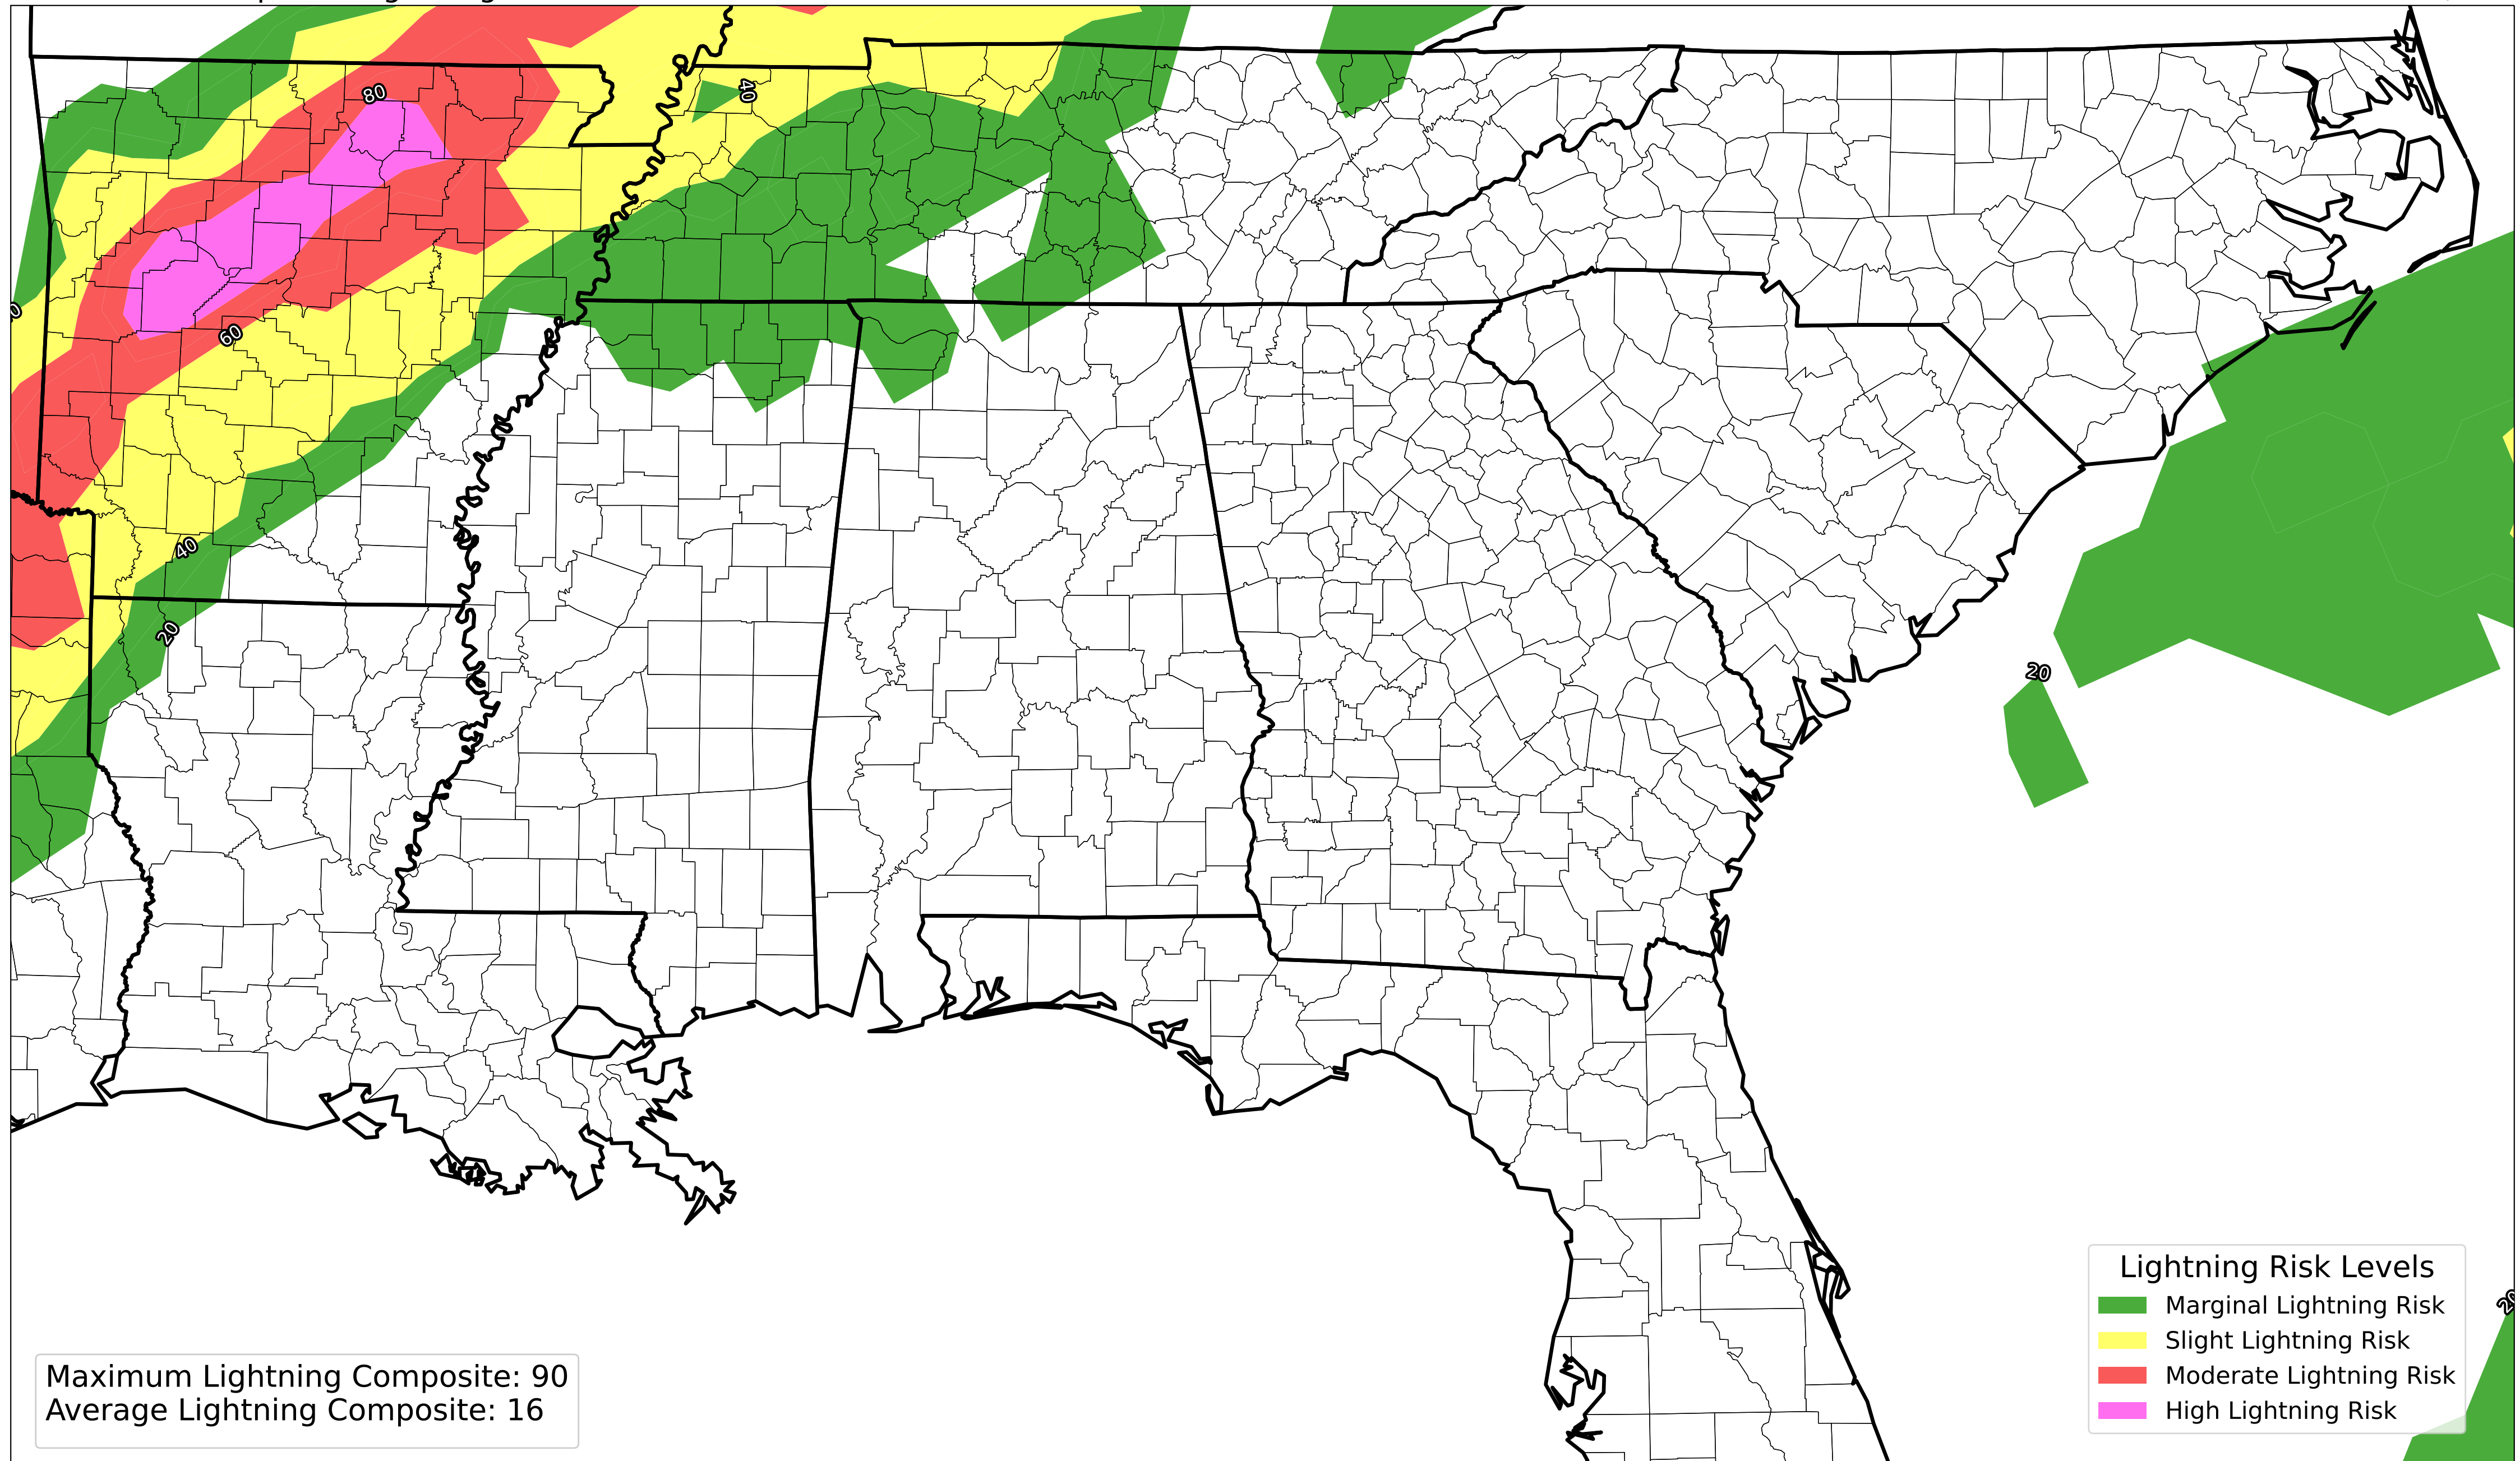 80
40
60
40
20
20
20
Lightning Risk Levels
Marginal Lightning Risk
Slight Lightning Risk
Moderate Lightning Risk
High Lightning Risk
Maximum Lightning Composite: 90
Average Lightning Composite: 16